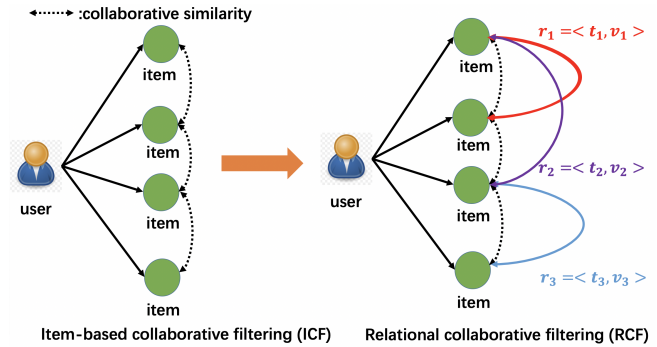 :collaborative similarity
item
item
item
item
user
Item-based collaborative filtering (ICF)
r₁ =< t₁, v₁ >
item
item
r₂ =< t₂, v₂ >
item
user
r₃ =< t₃, v₃ >
item
Relational collaborative filtering (RCF)